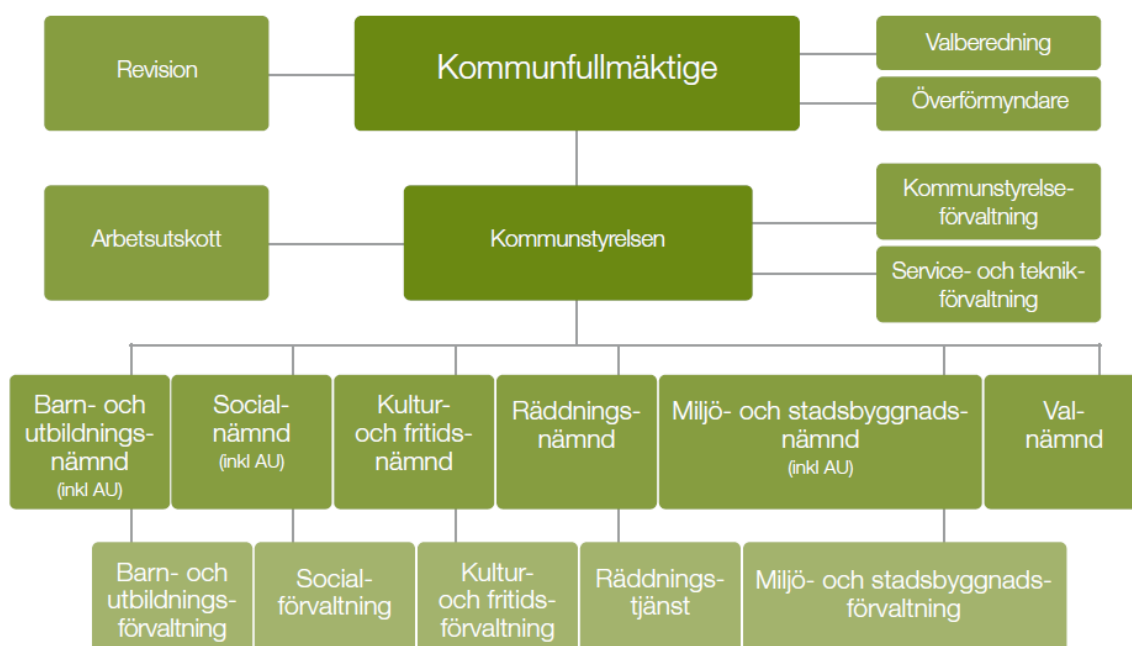 Revision
Kommunfullmäktige
Valberedning
Överförmyndare
Arbetsutskott
Kommunstyrelsen
Kommunstyrelse-
förvaltning
Service- och teknik-
förvaltning
Barn- och
utbildnings-
nämnd
(inkl AU)
Social-
nämnd
(inkl AU)
Kultur-
och fritids-
nämnd
Räddnings-
nämnd
Miljö- och stadsbyggnads-
nämnd
(inkl AU)
Val-
nämnd
Barn- och
utbildnings-
förvaltning
Social-
förvaltning
Kultur-
och fritids-
förvaltning
Räddnings-
tjänst
Miljö- och stadsbyggnads-
förvaltning